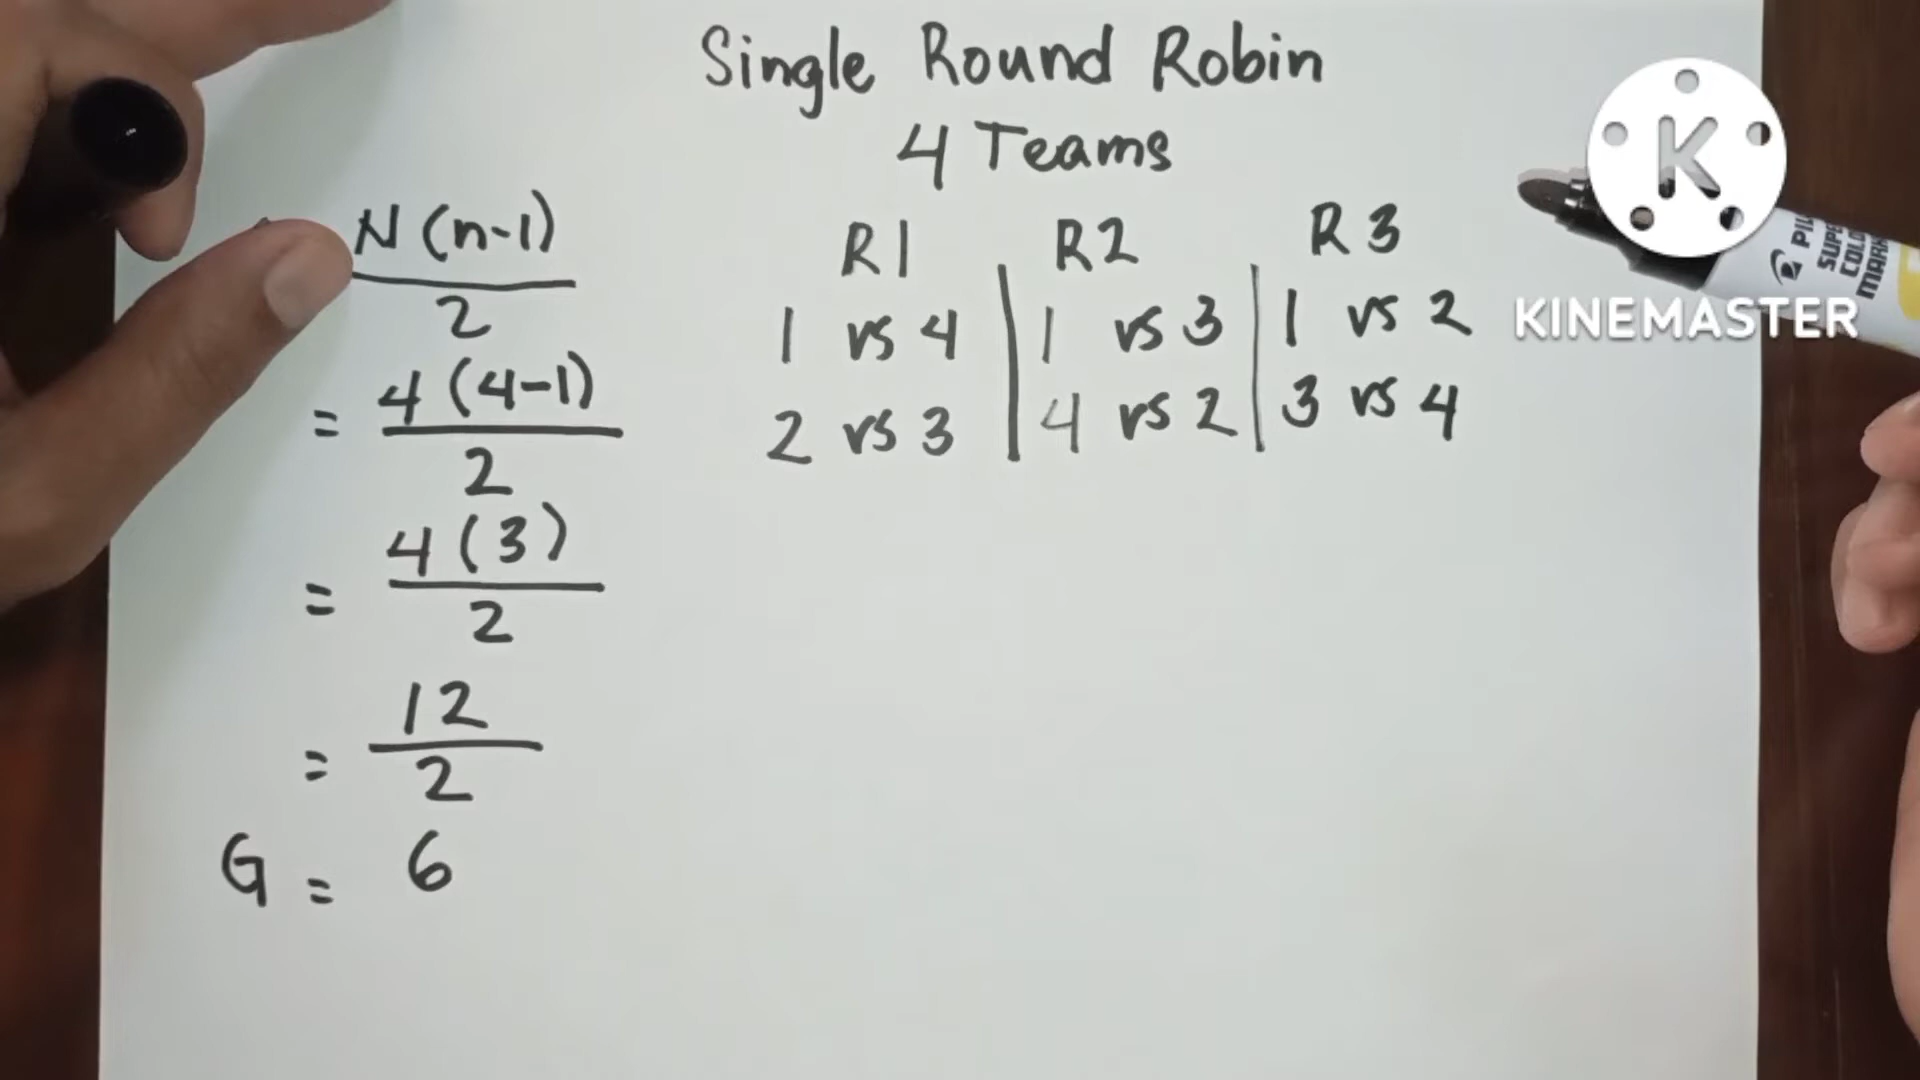 Single Round Robin
4 Teams
N (n-1)
2
= 4 (4-1)
2
= 4 (3)
2
= 12
2
G = 6
R1 R2 R3
1 vs 4 | 1 vs 3 | 1 vs 2
2 vs 3 | 4 vs 2 | 3 vs 4
K
KINEMASTER
COLO
MARK